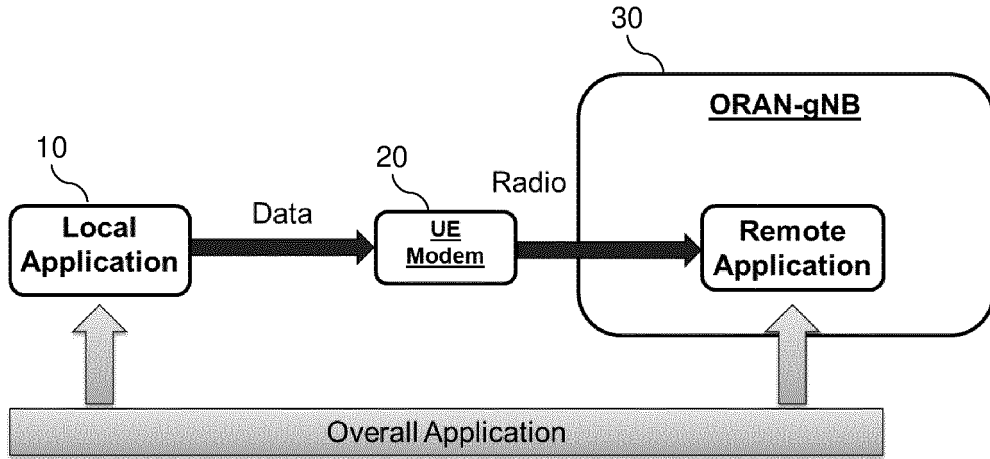 30
ORAN-gNB
10
20
Radio
Local
Application
Data
UE
Modem
Remote
Application
Overall Application